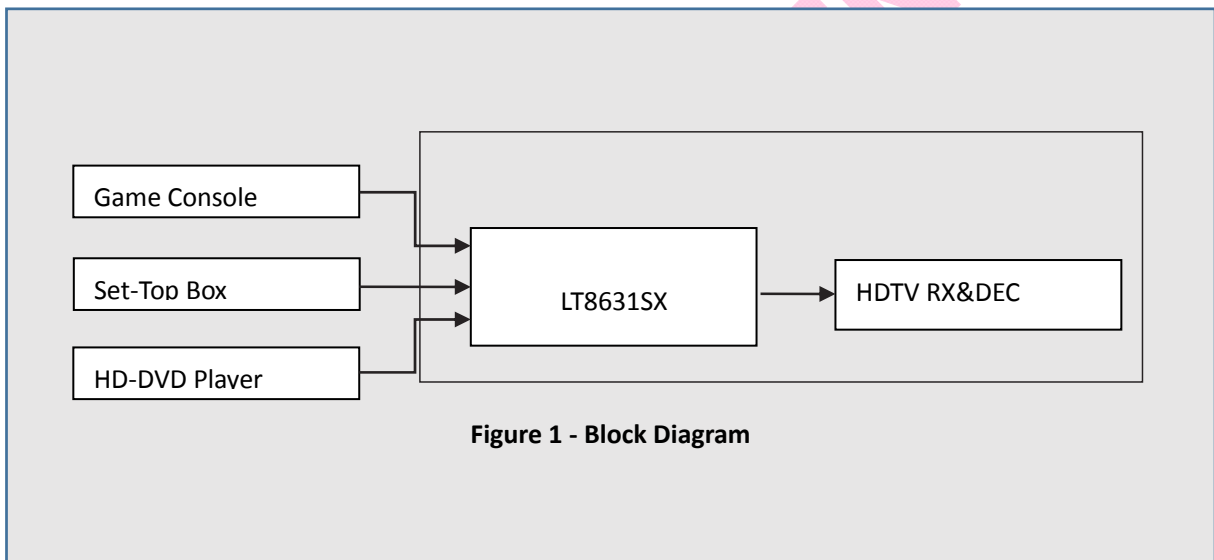 Game Console
Set-Top Box
HD-DVD Player
LT8631SX
HDTV RX&DEC
Figure 1 - Block Diagram